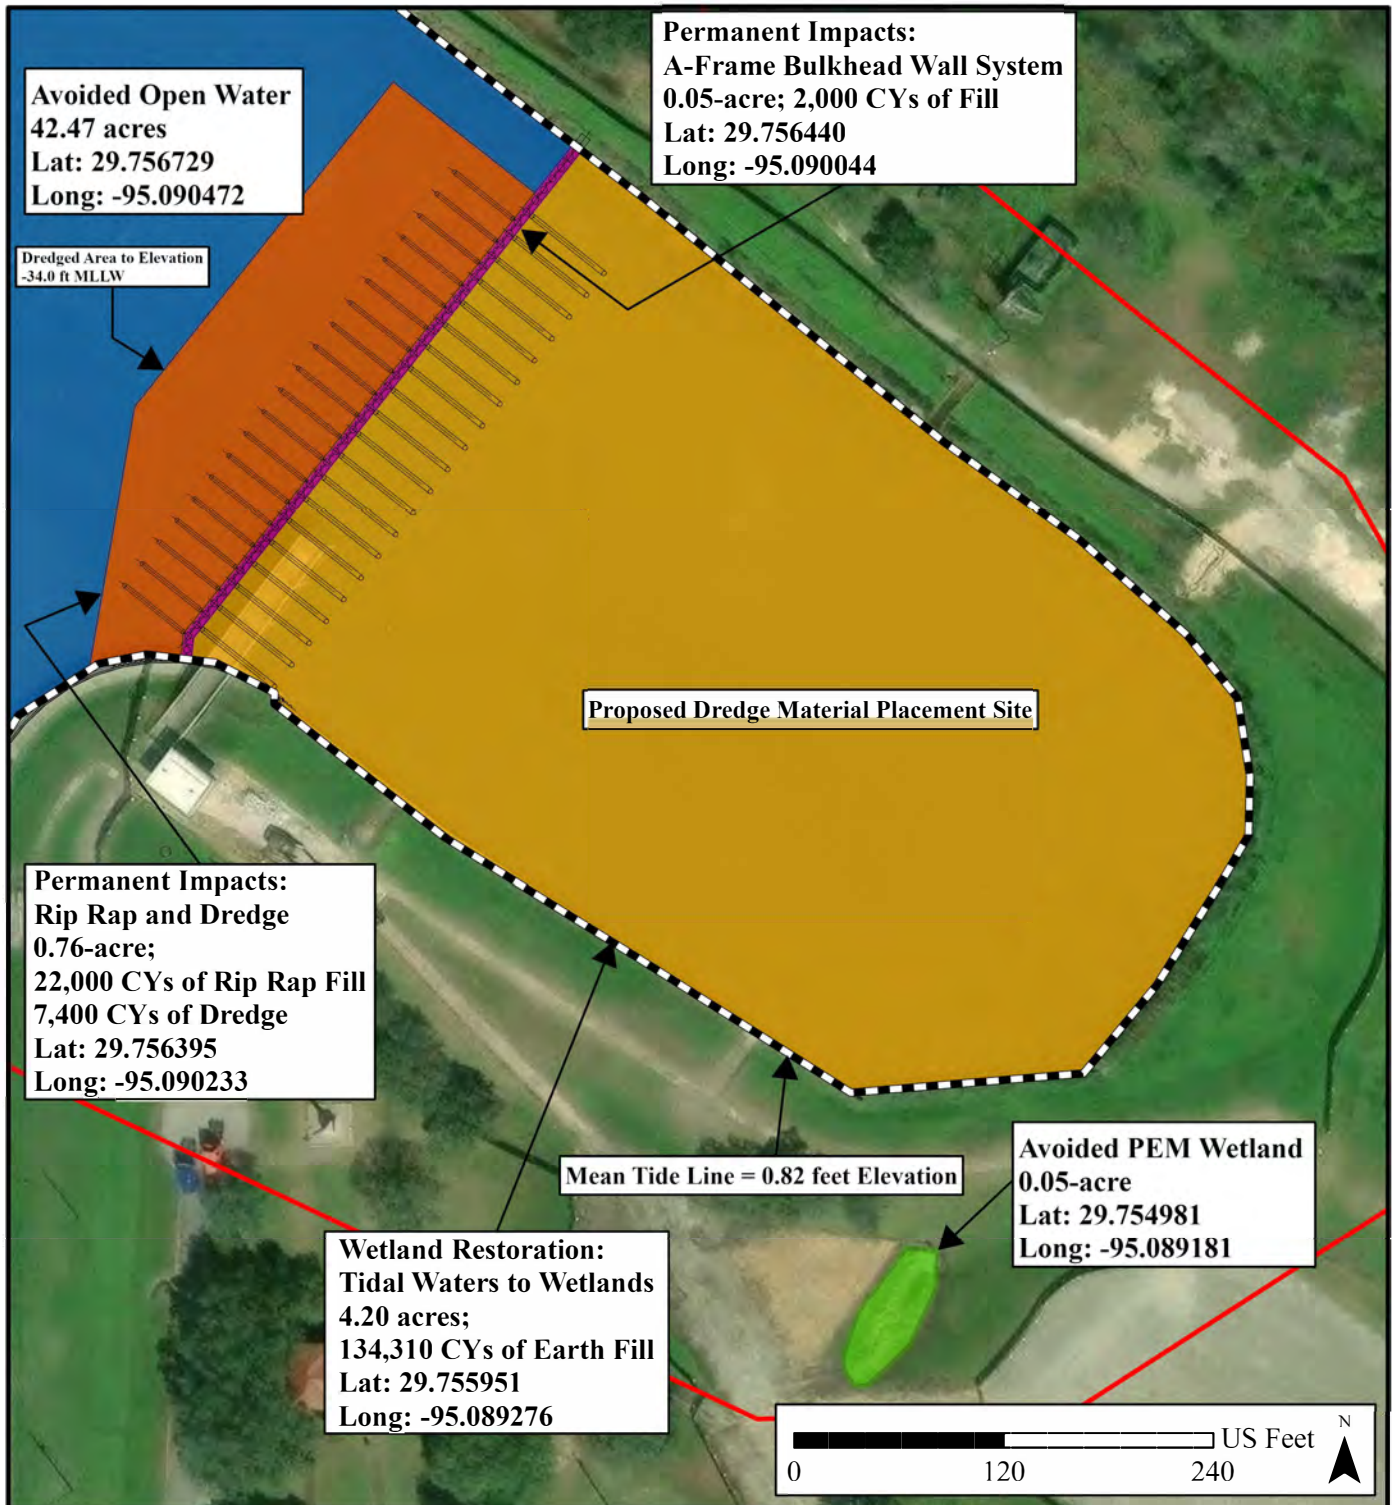 Permanent Impacts:
A-Frame Bulkhead Wall System
0.05-acre; 2,000 CYs of Fill
Lat: 29.756440
Long: -95.090044
Avoided Open Water
42.47 acres
Lat: 29.756729
Long: -95.090472
Dredged Area to Elevation
-34.0 ft MLLW
Proposed Dredge Material Placement Site
Permanent Impacts:
Rip Rap and Dredge
0.76-acre;
22,000 CYs of Rip Rap Fill
7,400 CYs of Dredge
Lat: 29.756395
Long: -95.090233
Mean Tide Line = 0.82 feet Elevation
Avoided PEM Wetland
0.05-acre
Lat: 29.754981
Long: -95.089181
Wetland Restoration:
Tidal Waters to Wetlands
4.20 acres;
134,310 CYs of Earth Fill
Lat: 29.755951
Long: -95.089276
N
US Feet
0 120 240